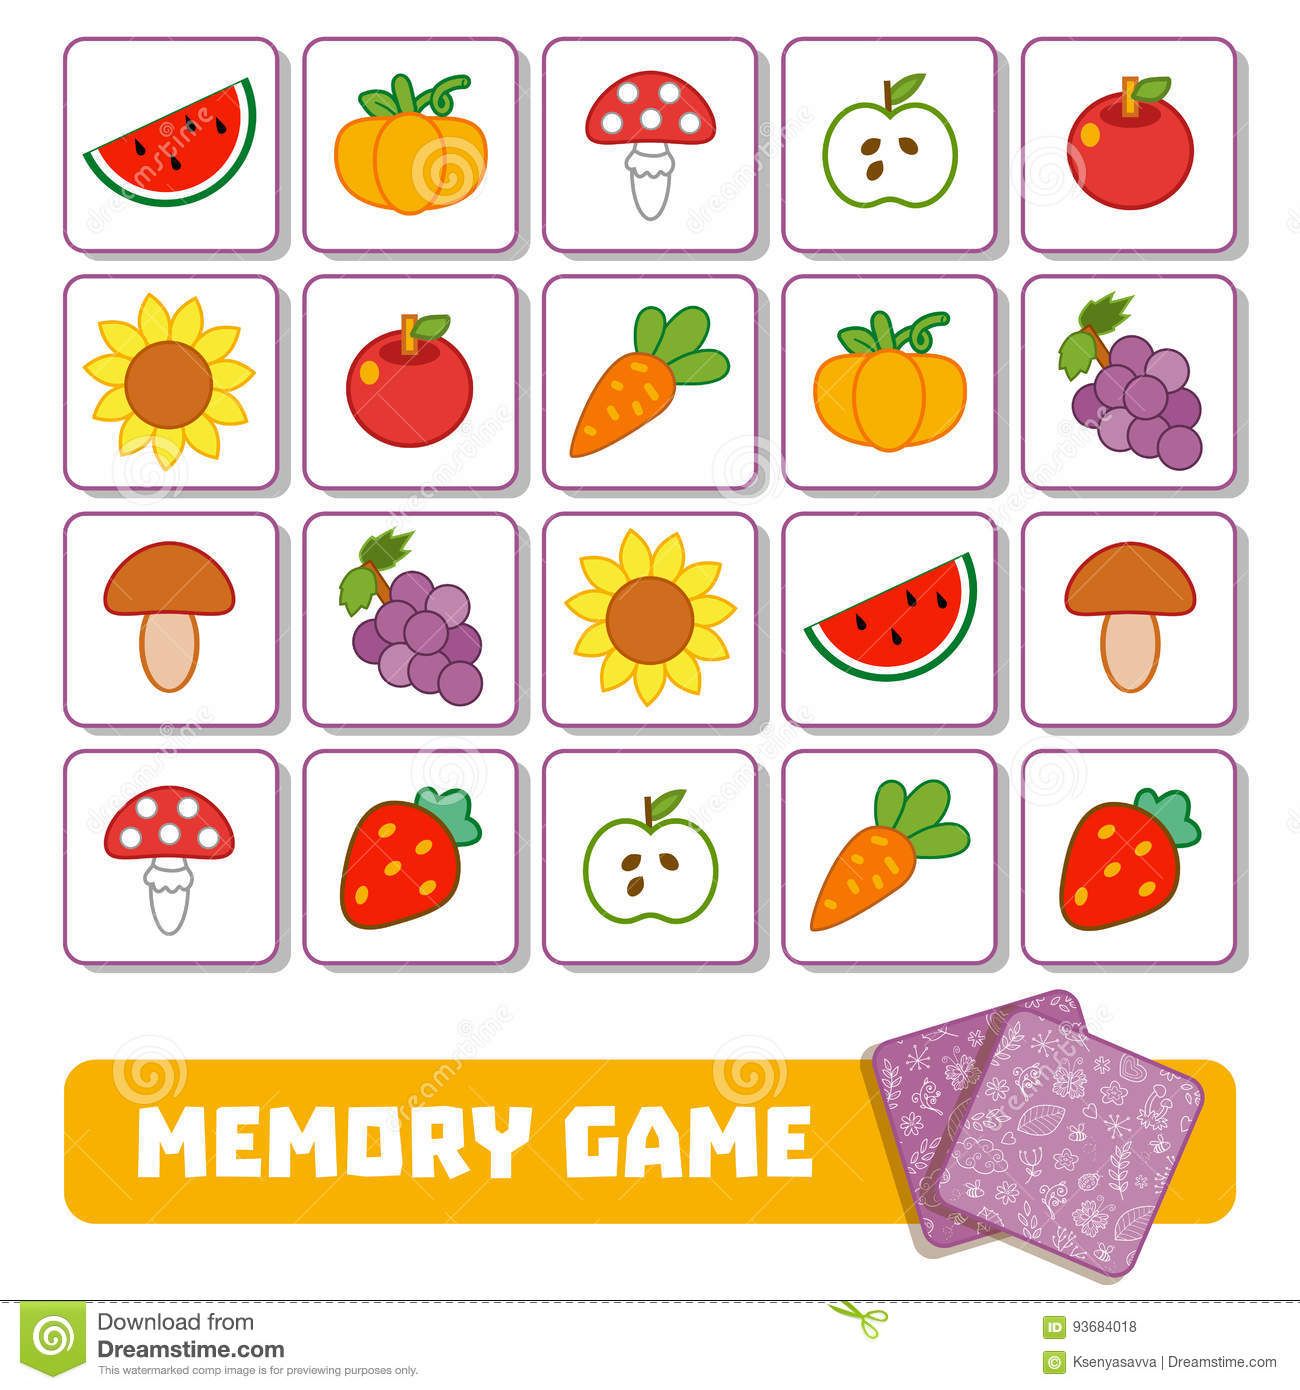 MEMORY GAME
Download from
Dreamstime.com
This watermarked comp image is for previewing purposes only.
ID 93684018
© Ksenyasavva | Dreamstime.com